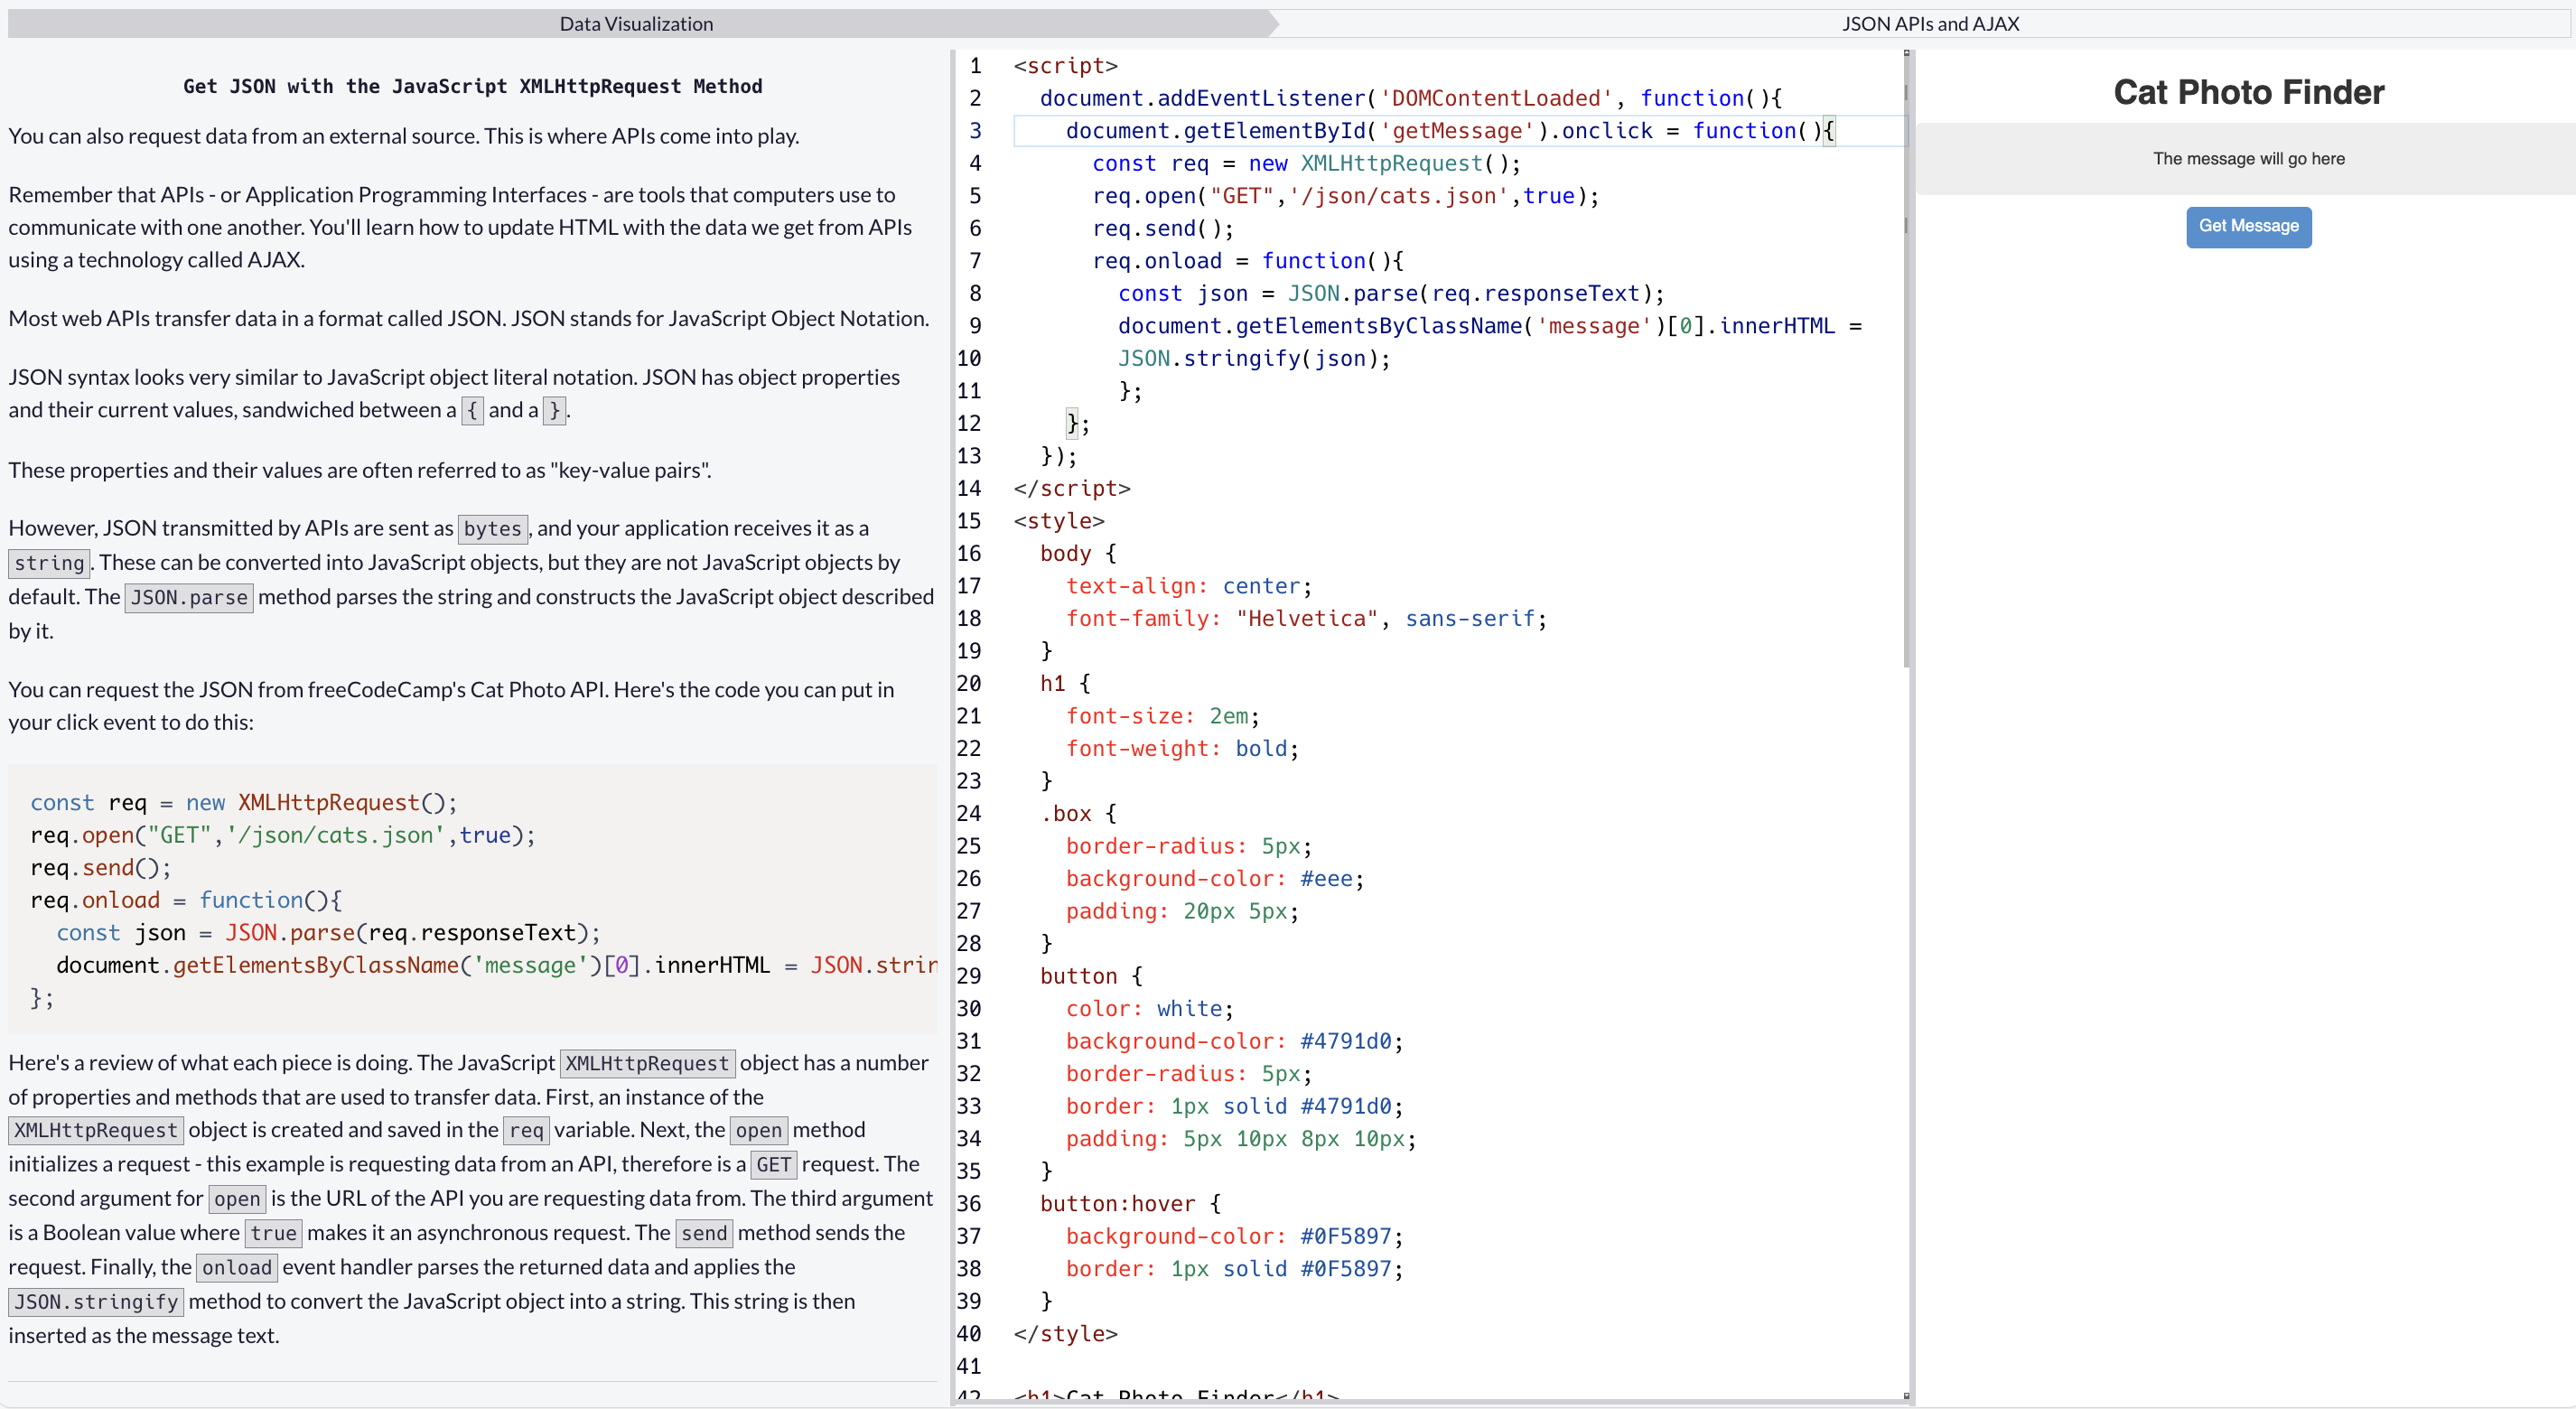 Data Visualization
JSON APIs and AJAX
Get JSON with the JavaScript XMLHttpRequest Method
You can also request data from an external source. This is where APIs come into play.
Remember that APIs - or Application Programming Interfaces - are tools that computers use to
communicate with one another. You'll learn how to update HTML with the data we get from APIs
using a technology called AJAX.
Most web APIs transfer data in a format called JSON. JSON stands for JavaScript Object Notation.
JSON syntax looks very similar to JavaScript object literal notation. JSON has object properties
and their current values, sandwiched between a { and a }.
These properties and their values are often referred to as "key-value pairs".
However, JSON transmitted by APIs are sent as bytes, and your application receives it as a
string. These can be converted into JavaScript objects, but they are not JavaScript objects by
default. The JSON.parse method parses the string and constructs the JavaScript object described
by it.
You can request the JSON from freeCodeCamp's Cat Photo API. Here's the code you can put in
your click event to do this:
const req = new XMLHttpRequest();
req.open("GET",'/json/cats.json',true);
req.send();
req.onload = function(){
  const json = JSON.parse(req.responseText);
  document.getElementsByClassName('message')[0].innerHTML = JSON.strin
};
Here's a review of what each piece is doing. The JavaScript XMLHttpRequest object has a number
of properties and methods that are used to transfer data. First, an instance of the
XMLHttpRequest object is created and saved in the req variable. Next, the open method
initializes a request - this example is requesting data from an API, therefore is a GET request. The
second argument for open is the URL of the API you are requesting data from. The third argument
is a Boolean value where true makes it an asynchronous request. The send method sends the
request. Finally, the onload event handler parses the returned data and applies the
JSON.stringify method to convert the JavaScript object into a string. This string is then
inserted as the message text.
1 <script>
2   document.addEventListener('DOMContentLoaded', function(){
3     document.getElementById('getMessage').onclick = function(){
4       const req = new XMLHttpRequest();
5       req.open("GET",'/json/cats.json',true);
6       req.send();
7       req.onload = function(){
8         const json = JSON.parse(req.responseText);
9         document.getElementsByClassName('message')[0].innerHTML =
10         JSON.stringify(json);
11         };
12     };
13   });
14 </script>
15 <style>
16   body {
17     text-align: center;
18     font-family: "Helvetica", sans-serif;
19   }
20   h1 {
21     font-size: 2em;
22     font-weight: bold;
23   }
24   .box {
25     border-radius: 5px;
26     background-color: #eee;
27     padding: 20px 5px;
28   }
29   button {
30     color: white;
31     background-color: #4791d0;
32     border-radius: 5px;
33     border: 1px solid #4791d0;
34     padding: 5px 10px 8px 10px;
35   }
36   button:hover {
37     background-color: #0F5897;
38     border: 1px solid #0F5897;
39   }
40 </style>
41
42 <h1>Cat Photo Finder</h1>
Cat Photo Finder
The message will go here
Get Message